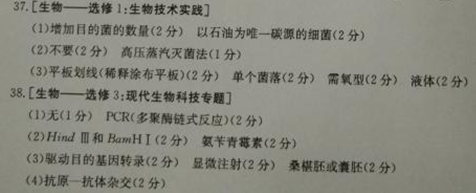 37.[生物——选修1:生物技术实践]
(1)增加目的菌的数量(2分) 以石油为唯一碳源的细菌(2分)
(2)不要(2分) 高压蒸汽灭菌法(1分)
(3)平板划线(稀释涂布平板)(2分) 单个菌落(2分) 需氧型(2分) 液体(2分)
38.[生物——选修3:现代生物科技专题]
(1)无(1分) PCR(多聚酶链式反应)(2分)
(2)Hind Ⅲ和BamHⅠ(2分) 氨苄青霉素(2分)
(3)驱动目的基因转录(2分) 显微注射(2分) 桑椹胚或囊胚(2分)
(4)抗原—抗体杂交(2分)